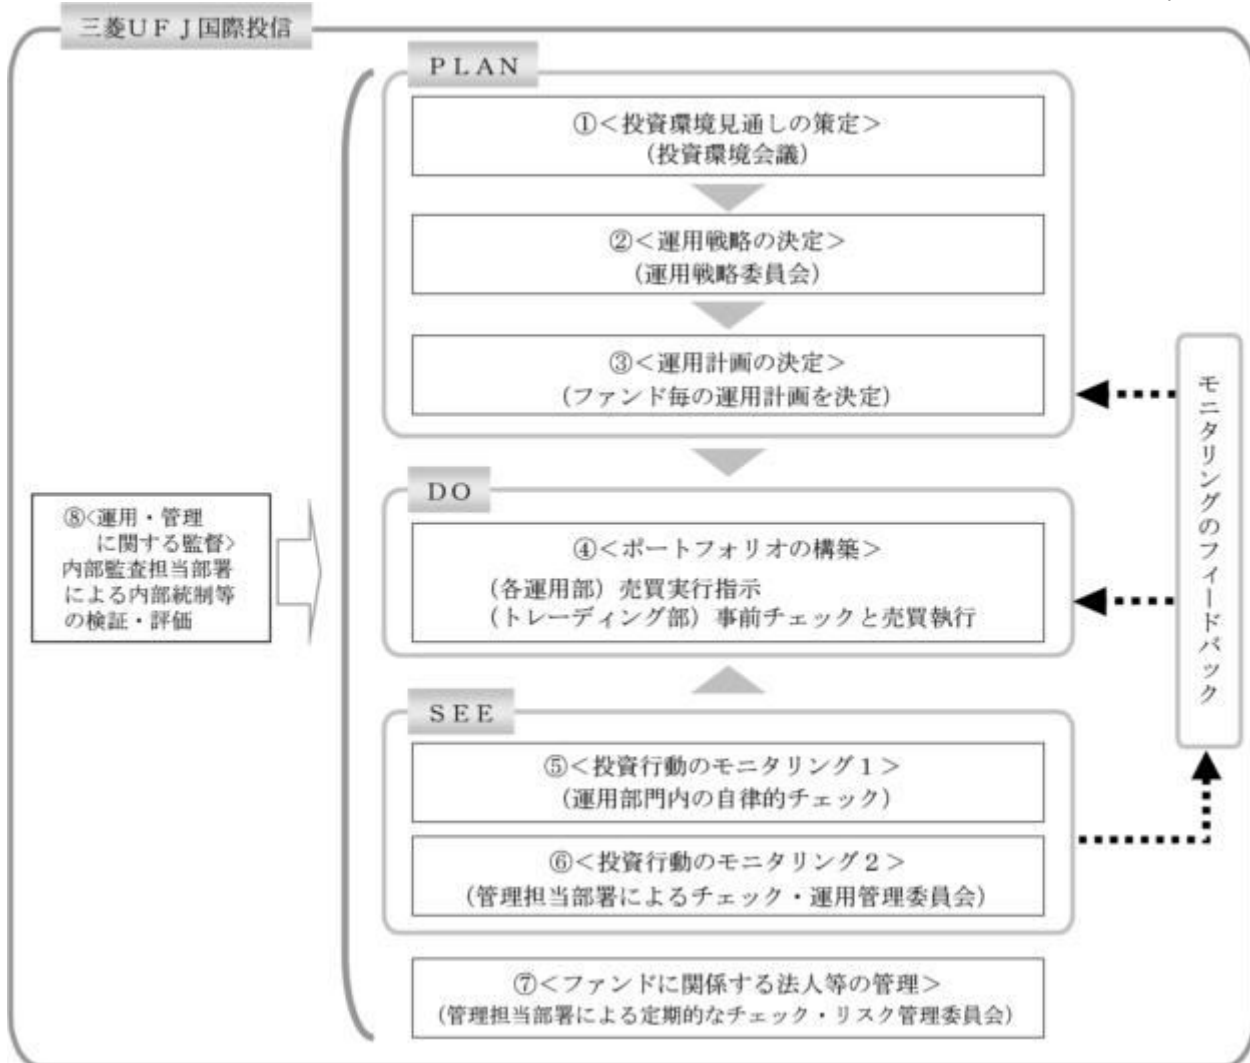 三菱ＵＦＪ国際投信
ＰＬＡＮ
①＜投資環境見通しの策定＞
（投資環境会議）
②＜運用戦略の決定＞
（運用戦略委員会）
③＜運用計画の決定＞
（ファンド毎の運用計画を決定）
ＤＯ
④＜ポートフォリオの構築＞
（各運用部）売買実行指示
（トレーディング部）事前チェックと売買執行
ＳＥＥ
⑤＜投資行動のモニタリング１＞
（運用部門内の自律的チェック）
⑥＜投資行動のモニタリング２＞
（管理担当部署によるチェック・運用管理委員会）
⑦＜ファンドに関係する法人等の管理＞
（管理担当部署による定期的なチェック・リスク管理委員会）
⑧<運用・管理
に関する監督>
内部監査担当部署
による内部統制等
の検証・評価
モニタリングのフィードバック